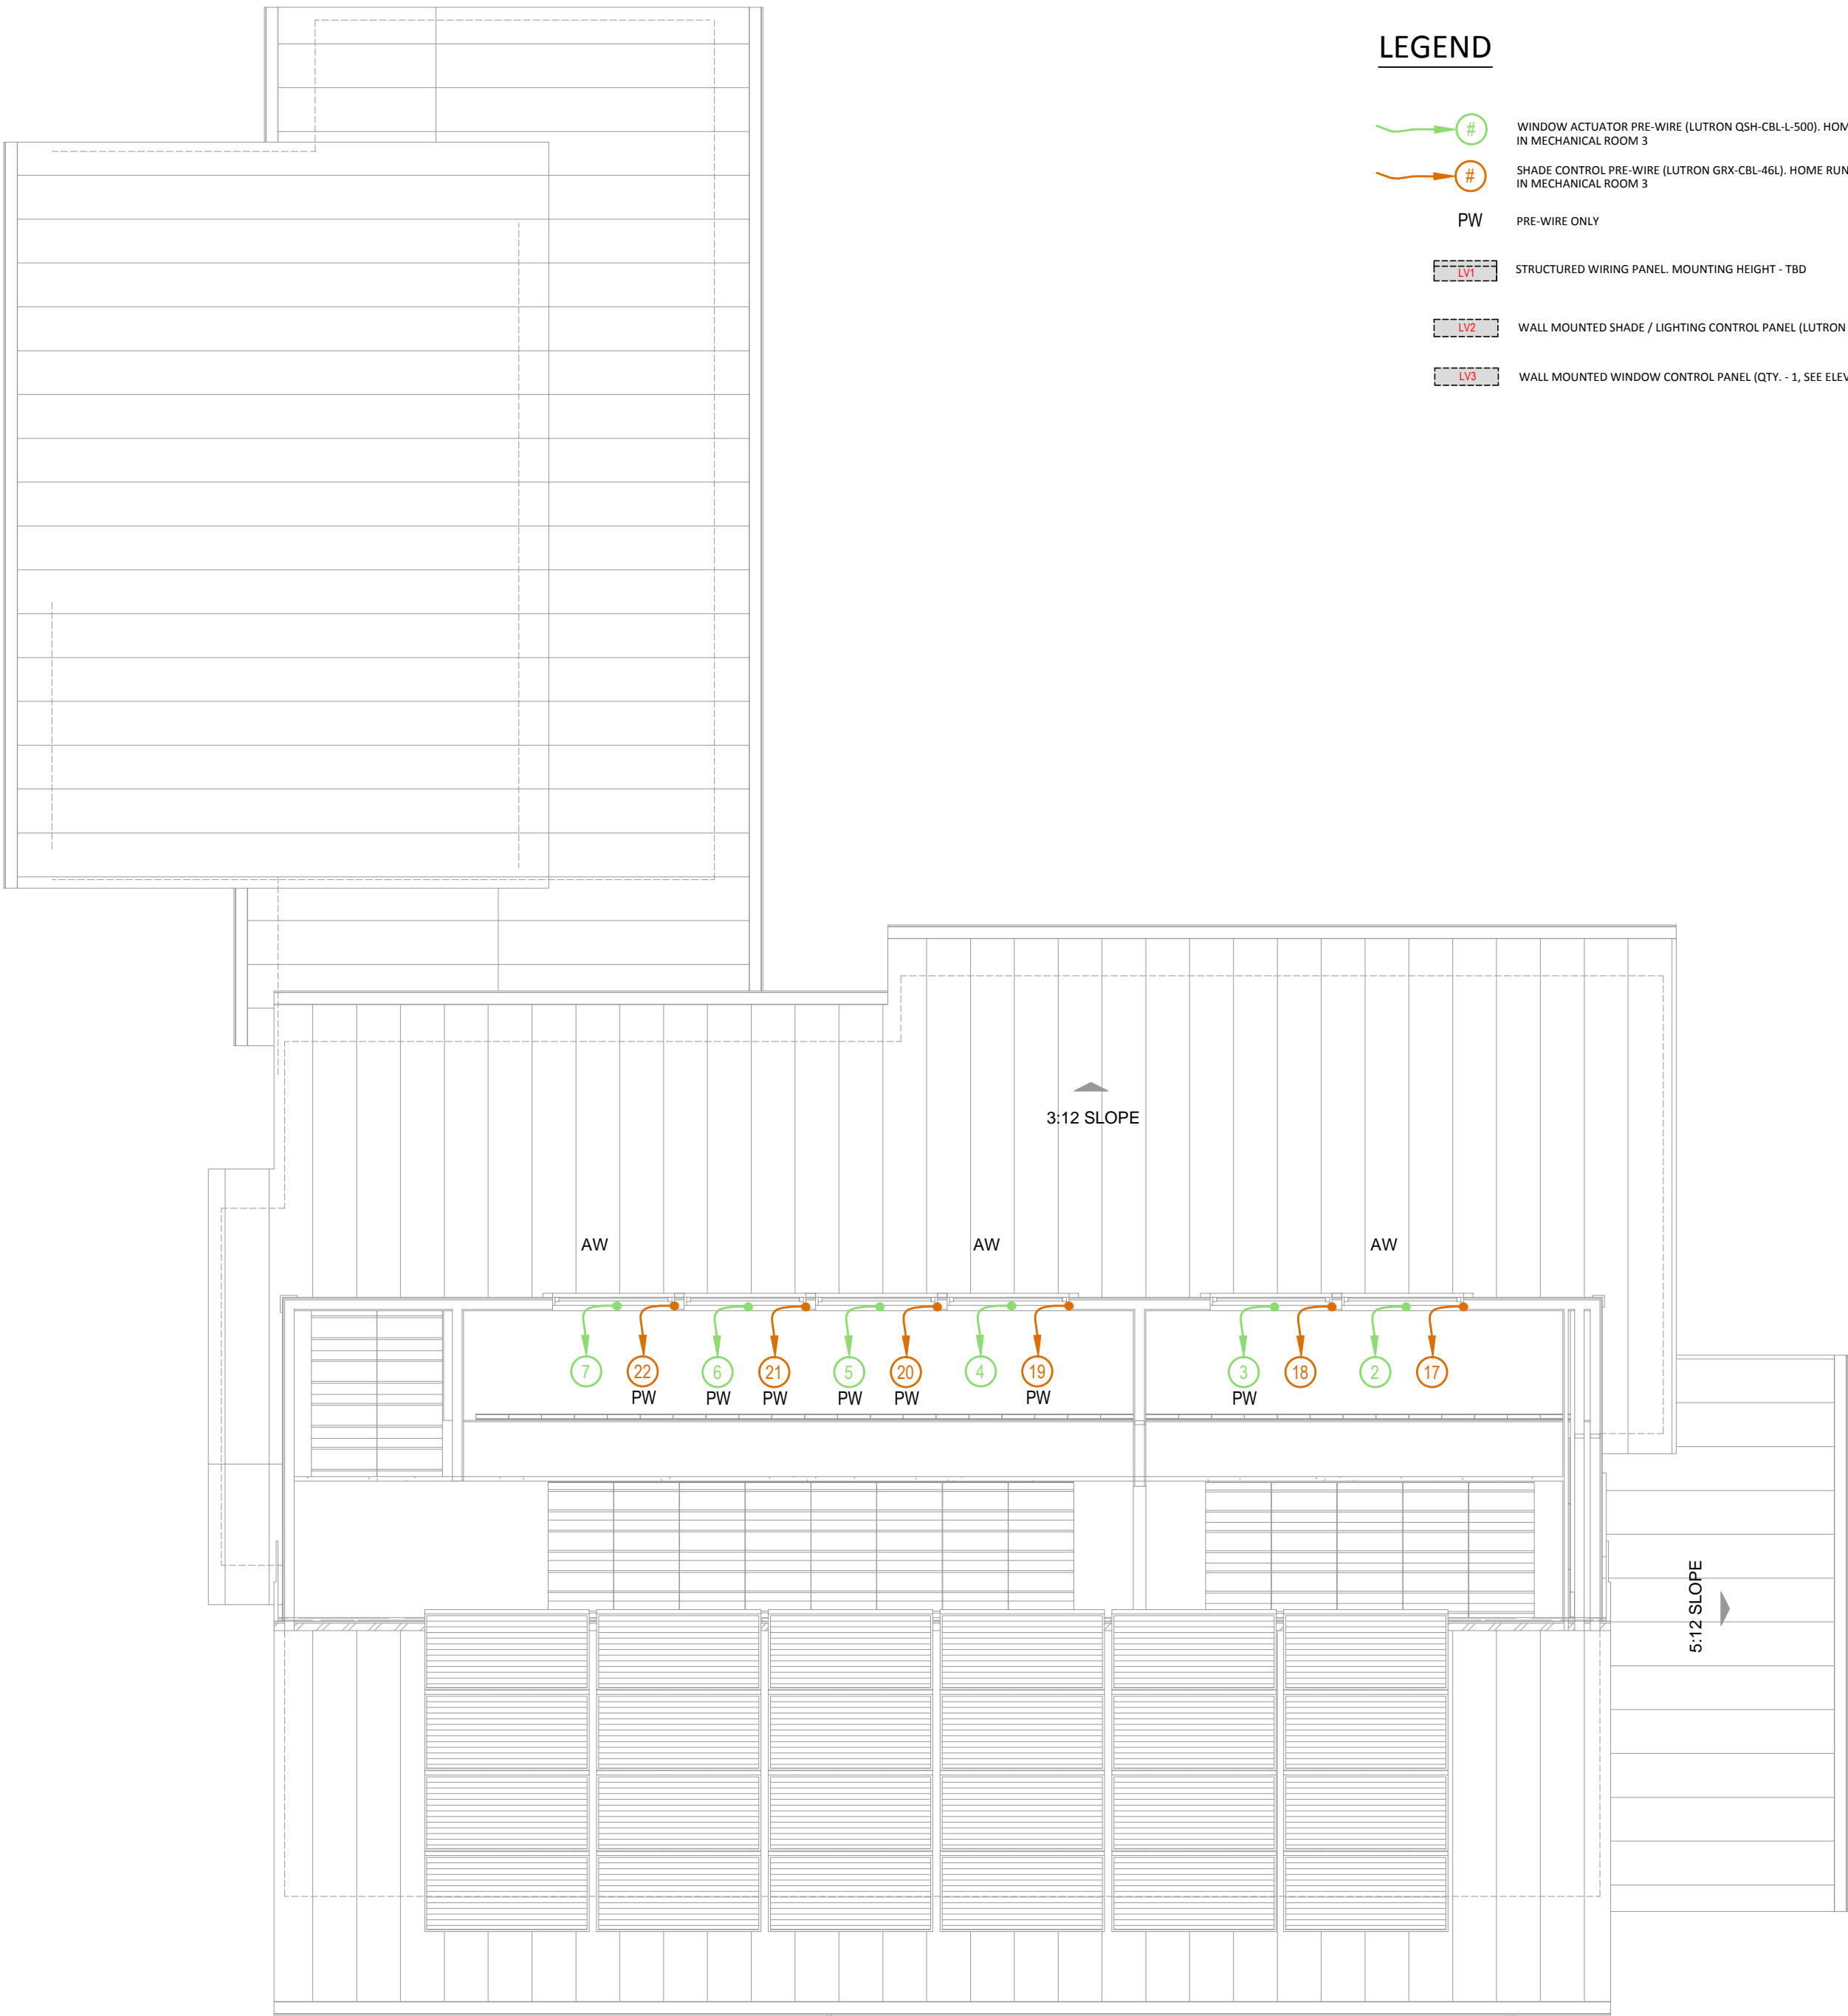 LEGEND
#
WINDOW ACTUATOR PRE-WIRE (LUTRON QSH-CBL-L-500).
IN MECHANICAL ROOM 3
#
SHADE CONTROL PRE-WIRE (LUTRON GRX-CBL-46L). HOME RUN
IN MECHANICAL ROOM 3
PW PRE-WIRE ONLY
LV1 STRUCTURED WIRING PANEL. MOUNTING HEIGHT - TBD
LV2 WALL MOUNTED SHADE / LIGHTING CONTROL PANEL (LUTRON
LV3 WALL MOUNTED WINDOW CONTROL PANEL (QTY. - 1, SEE
3:12 SLOPE
AW AW AW
7 22 6 21 5 20 4 19 3 18 2 17
PW PW PW PW PW PW PW
5:12 SLOPE